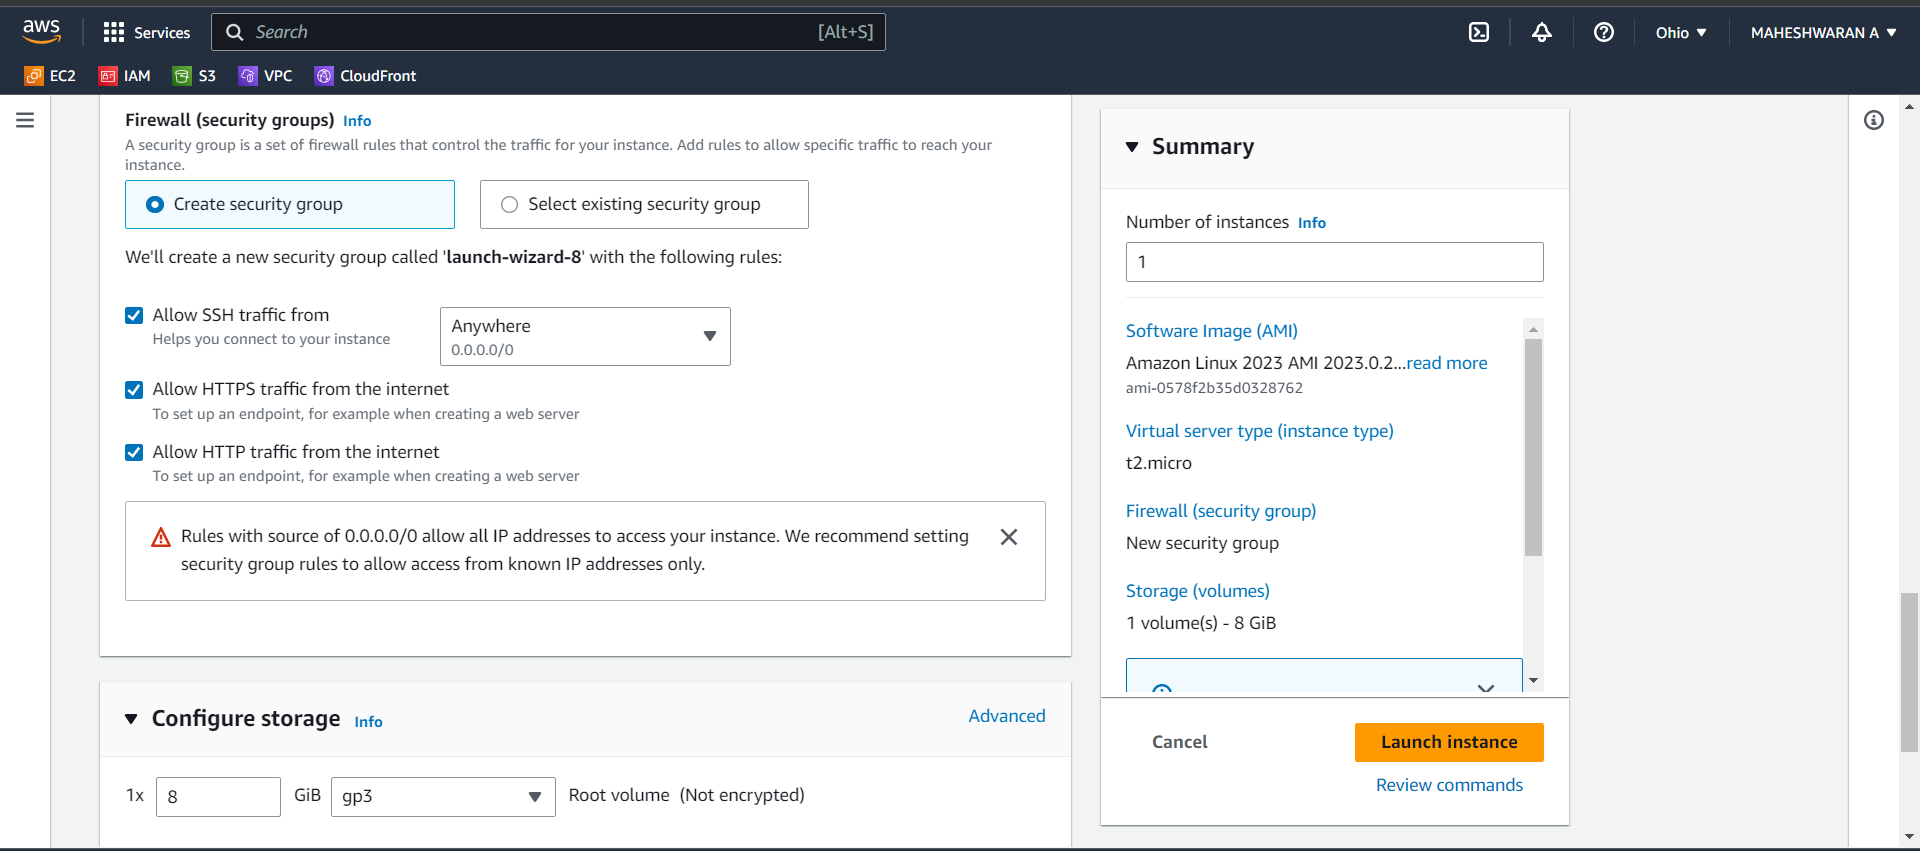 aws
Services
Search
[Alt+S]
Ohio
MAHESHWARAN A
EC2
IAM
S3
VPC
CloudFront
Firewall (security groups) Info
A security group is a set of firewall rules that control the traffic for your instance. Add rules to allow specific traffic to reach your
instance.
Create security group
Select existing security group
We'll create a new security group called 'launch-wizard-8' with the following rules:
Allow SSH traffic from
Helps you connect to your instance
Anywhere
0.0.0.0/0
Allow HTTPS traffic from the internet
To set up an endpoint, for example when creating a web server
Allow HTTP traffic from the internet
To set up an endpoint, for example when creating a web server
Rules with source of 0.0.0.0/0 allow all IP addresses to access your instance. We recommend setting
security group rules to allow access from known IP addresses only.
Configure storage Info
Advanced
1x
8
GiB
gp3
Root volume (Not encrypted)
Summary
Number of instances Info
1
Software Image (AMI)
Amazon Linux 2023 AMI 2023.0.2...read more
ami-0578f2b35d0328762
Virtual server type (instance type)
t2.micro
Firewall (security group)
New security group
Storage (volumes)
1 volume(s) - 8 GiB
Cancel
Launch instance
Review commands